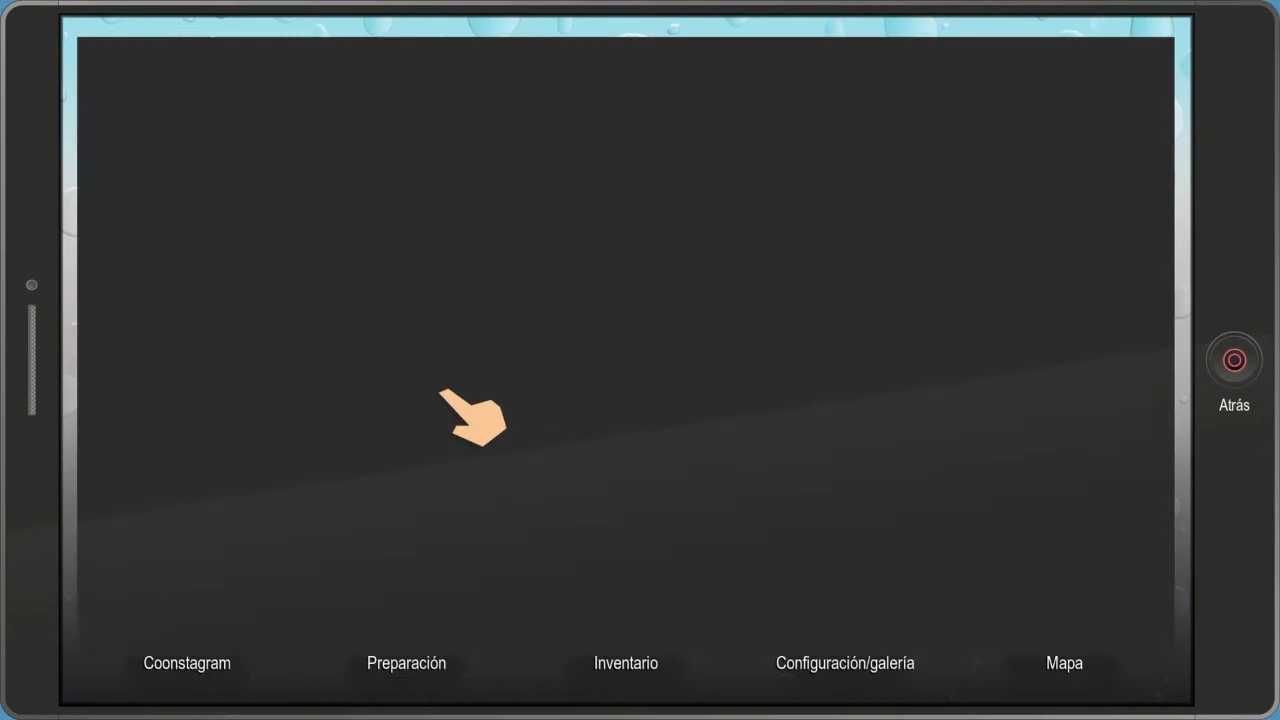 Atrás
Coonstagram
Preparación
Inventario
Configuración/galería
Mapa